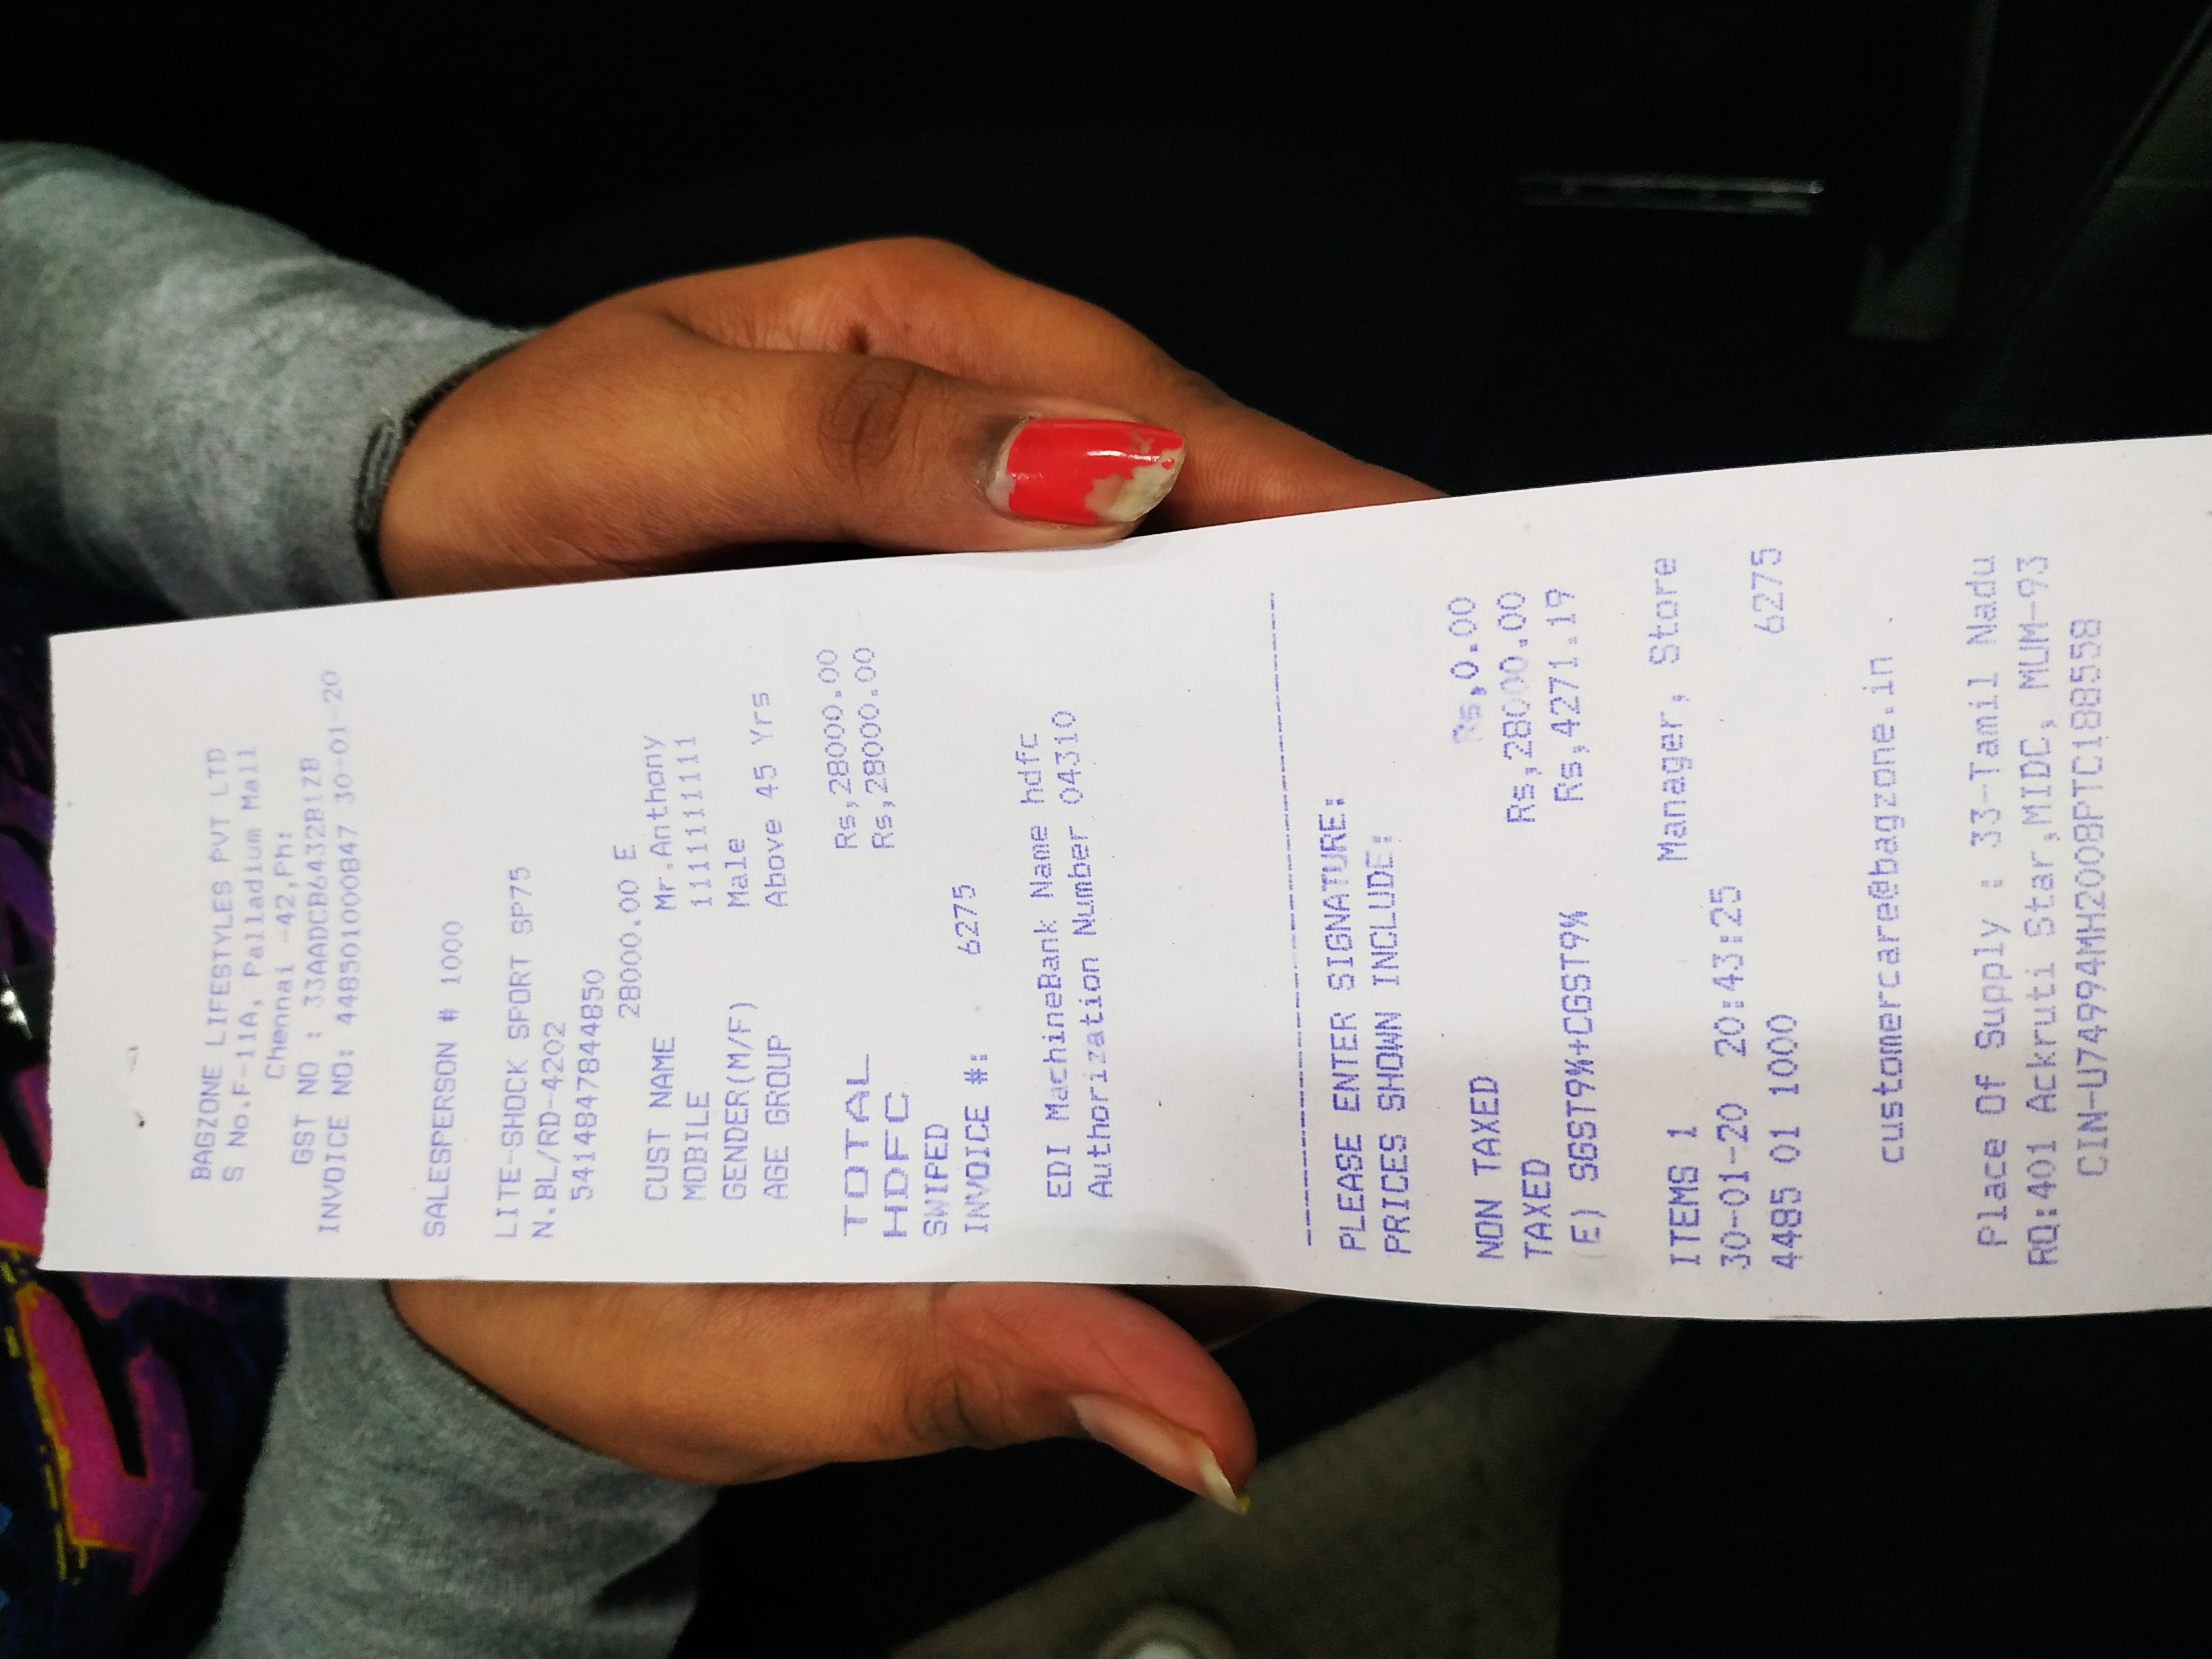 BAGZONE LIFESTYLES PVT LTD
S No.F-11A, Palladium Mall
Chennai -42,Ph:
GST NO : 33AADCB6432B1ZB
INVOICE NO: 448501000847 30-01-20
SALESPERSON # 1000
LITE-SHOCK SPORT SP75
N.BL/RD-4202
5414847844850
28000.00 E
CUST NAME Mr.Anthony
MOBILE 1111111111
GENDER(M/F) Male
AGE GROUP Above 45 Yrs
TOTAL Rs,28000.00
HDFC Rs,28000.00
SWIPED
INVOICE #: 6275
EDI MachineBank Name hdfc
Authorization Number 04310
PLEASE ENTER SIGNATURE:
PRICES SHOWN INCLUDE:
NON TAXED Rs,0.00
TAXED Rs,28000.00
(E) SGST9%+CGST9% Rs,4271.19
ITEMS 1 Manager, Store
30-01-20 20:43:25
4485 01 1000 6275
customercare@bagzone.in .
Place Of Supply : 33-Tamil Nadu
RO:401 Ackruti Star,MIDC, MUM-93
CIN-U74994MH2008PTC188558